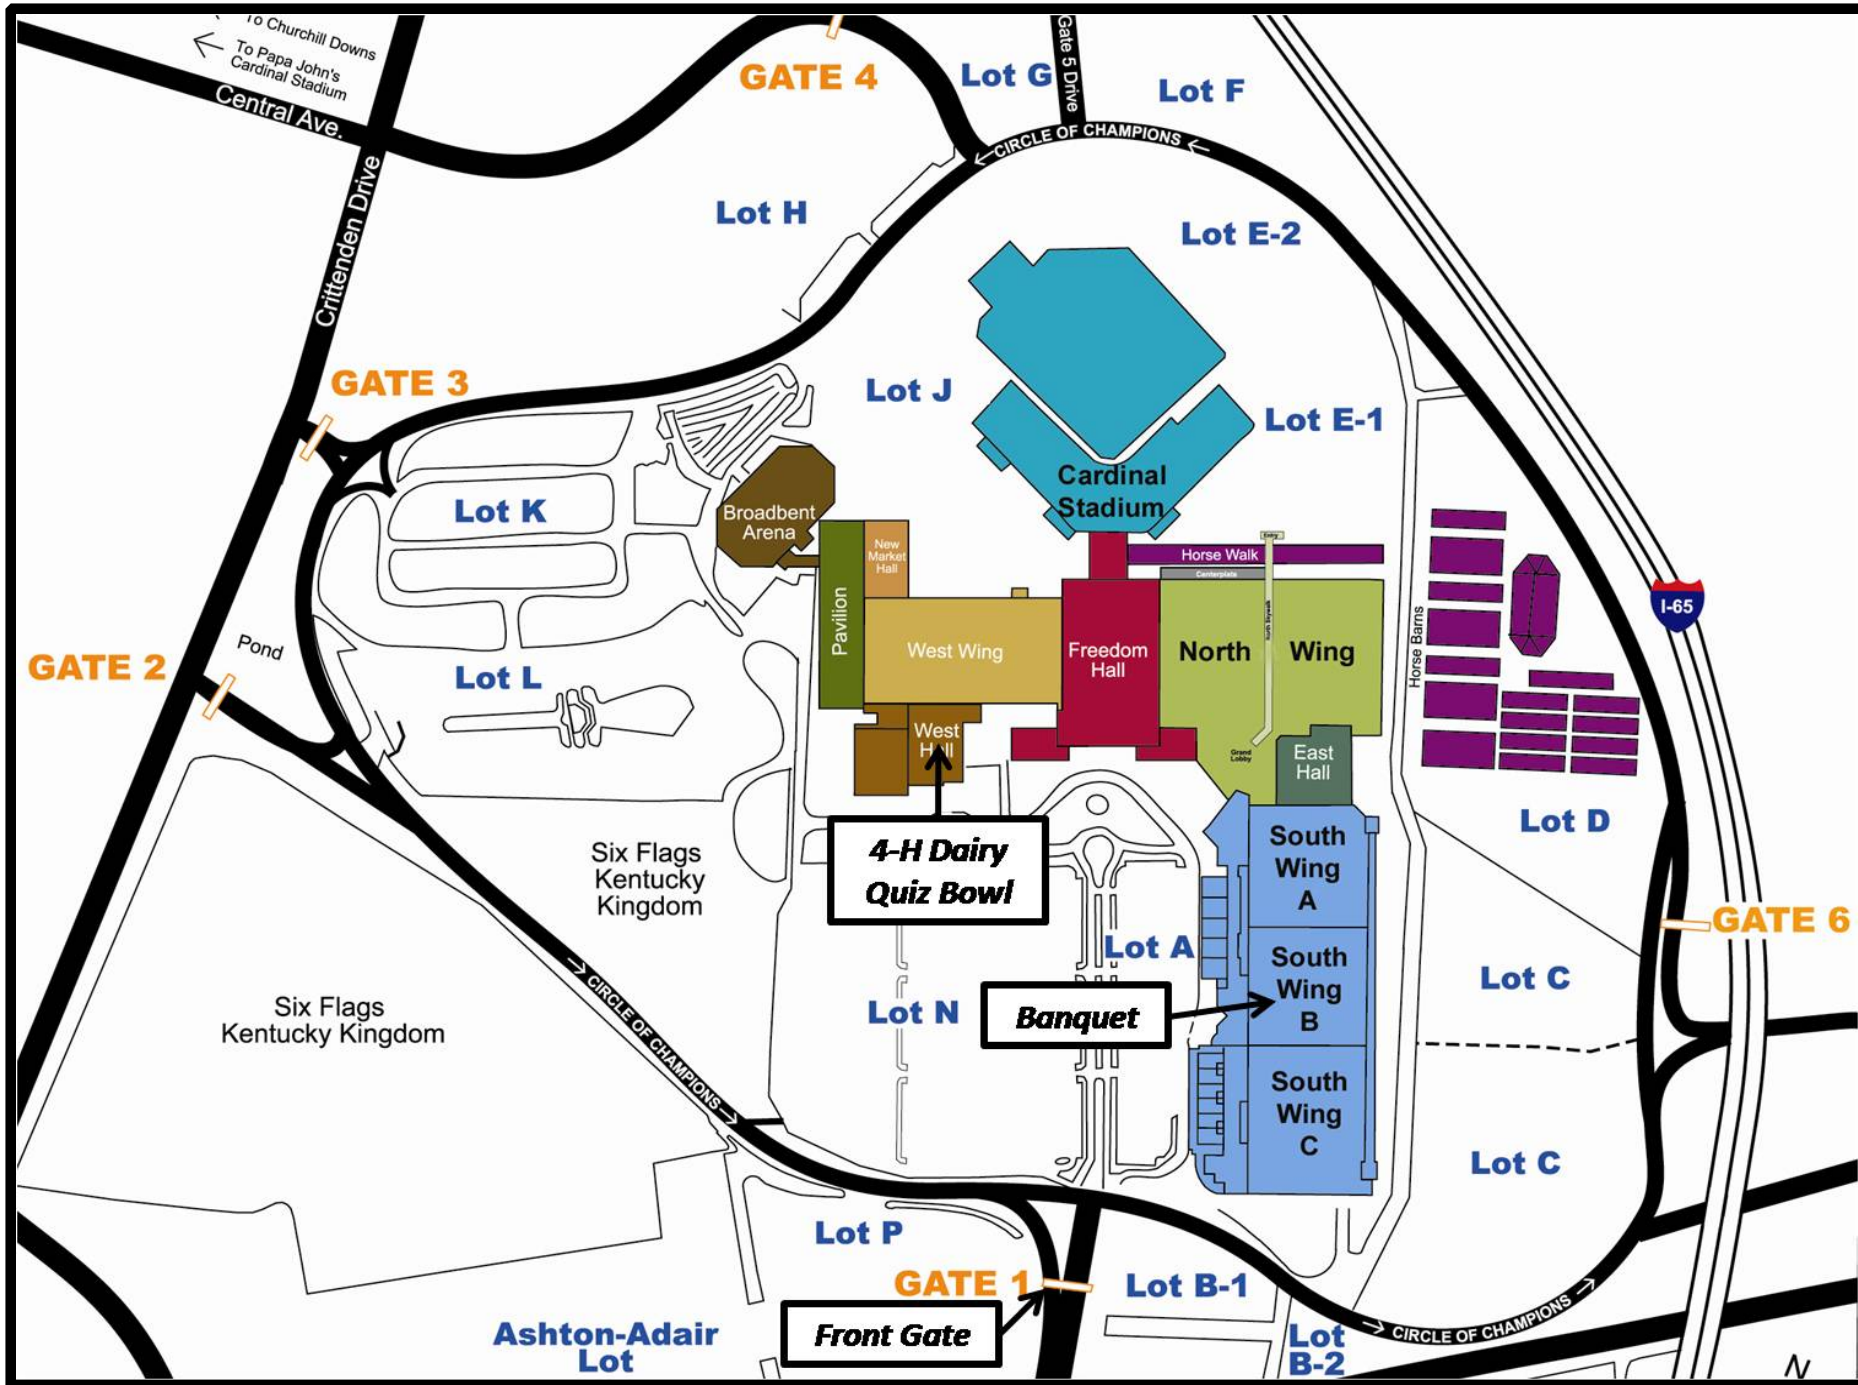 To Churchill Downs
To Papa John's
Cardinal Stadium
Central Ave.
Crittenden Drive
GATE 4
Lot G
Gate 5 Drive
Lot F
CIRCLE OF CHAMPIONS
Lot H
Lot E-2
GATE 3
Lot J
Lot E-1
Cardinal
Stadium
Lot K
Broadbent
Arena
New
Market
Hall
Entry
Horse Walk
Centerplate
North Skywalk
Pavilion
West Wing
Freedom
Hall
North
Wing
Horse Barns
I-65
Pond
GATE 2
Lot L
West
Hall
Grand
Lobby
East
Hall
4-H Dairy
Quiz Bowl
Six Flags
Kentucky
Kingdom
South
Wing
A
Lot D
GATE 6
Lot A
South
Wing
B
Lot C
Lot N
Banquet
Six Flags
Kentucky Kingdom
CIRCLE OF CHAMPIONS
South
Wing
C
Lot C
Lot P
GATE 1
Lot B-1
Front Gate
Ashton-Adair
Lot
Lot
B-2
CIRCLE OF CHAMPIONS
N